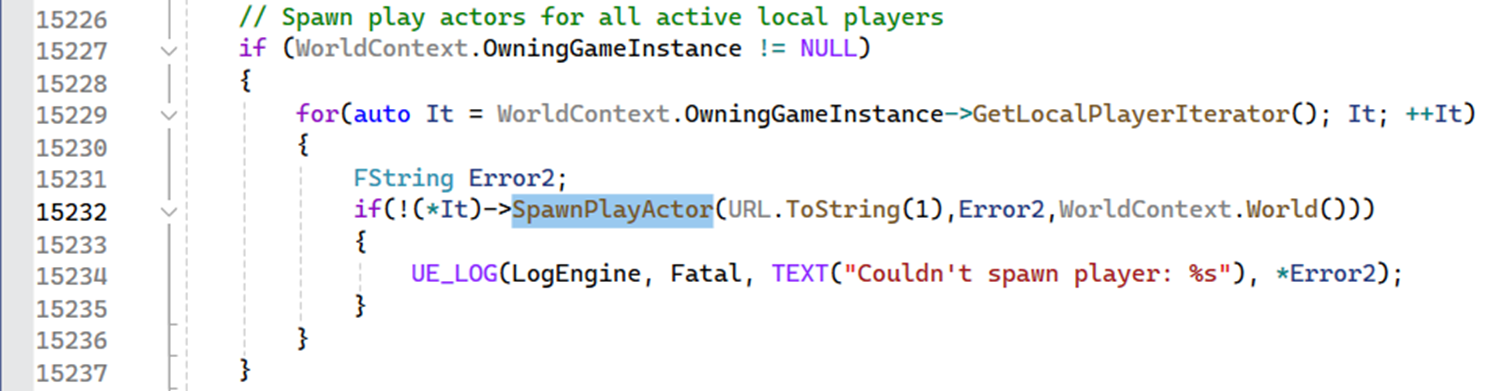 15226 // Spawn play actors for all active local players
15227 if (WorldContext.OwningGameInstance != NULL)
15228 {
15229 for(auto It = WorldContext.OwningGameInstance->GetLocalPlayerIterator(); It; ++It)
15230 {
15231 FString Error2;
15232 if(!(*It)->SpawnPlayActor(URL.ToString(1),Error2,WorldContext.World()))
15233 {
15234 UE_LOG(LogEngine, Fatal, TEXT("Couldn't spawn player: %s"), *Error2);
15235 }
15236 }
15237 }